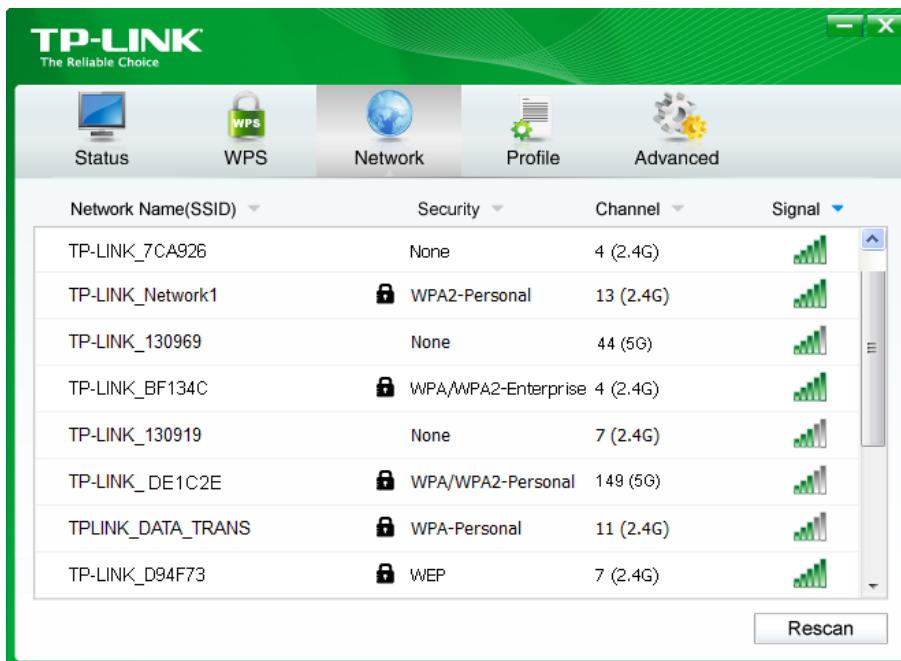 TP-LINK
The Reliable Choice
Status WPS Network Profile Advanced
WPS
Network Name(SSID) Security Channel Signal
TP-LINK_7CA926 None 4 (2.4G)
TP-LINK_Network1 WPA2-Personal 13 (2.4G)
TP-LINK_130969 None 44 (5G)
TP-LINK_BF134C WPA/WPA2-Enterprise 4 (2.4G)
TP-LINK_130919 None 7 (2.4G)
TP-LINK_ DE1C2E WPA/WPA2-Personal 149 (5G)
TPLINK_DATA_TRANS WPA-Personal 11 (2.4G)
TP-LINK_D94F73 WEP 7 (2.4G)
Rescan